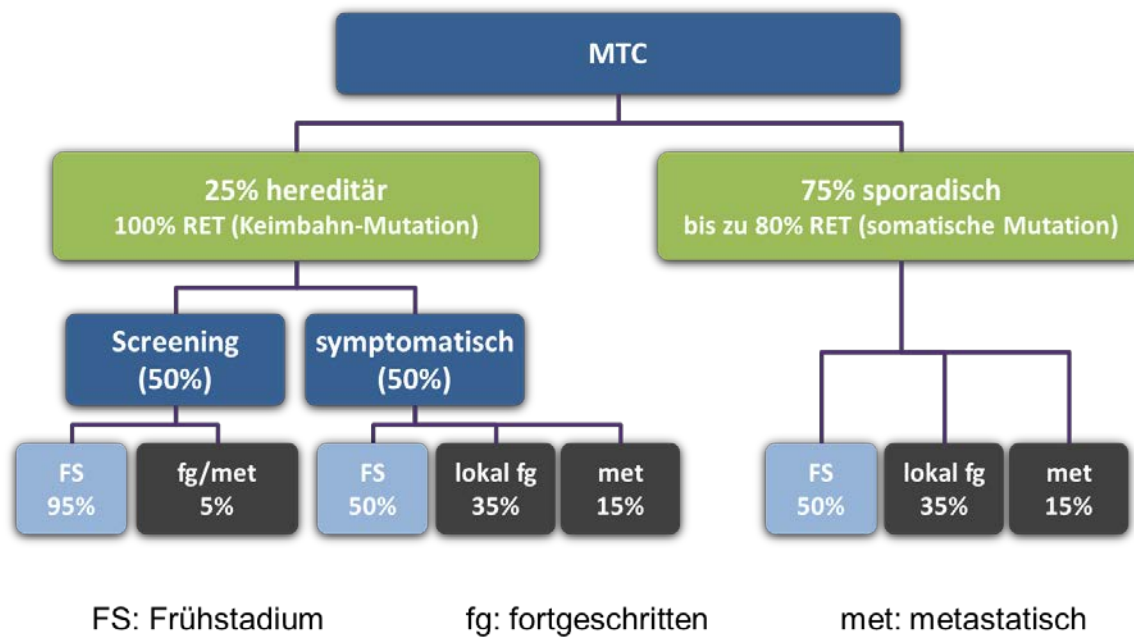 MTC
25% hereditär
100% RET (Keimbahn-Mutation)
75% sporadisch
bis zu 80% RET (somatische Mutation)
Screening
(50%)
symptomatisch
(50%)
FS
95%
fg/met
5%
FS
50%
lokal fg
35%
met
15%
FS
50%
lokal fg
35%
met
15%
FS: Frühstadium
fg: fortgeschritten
met: metastatisch